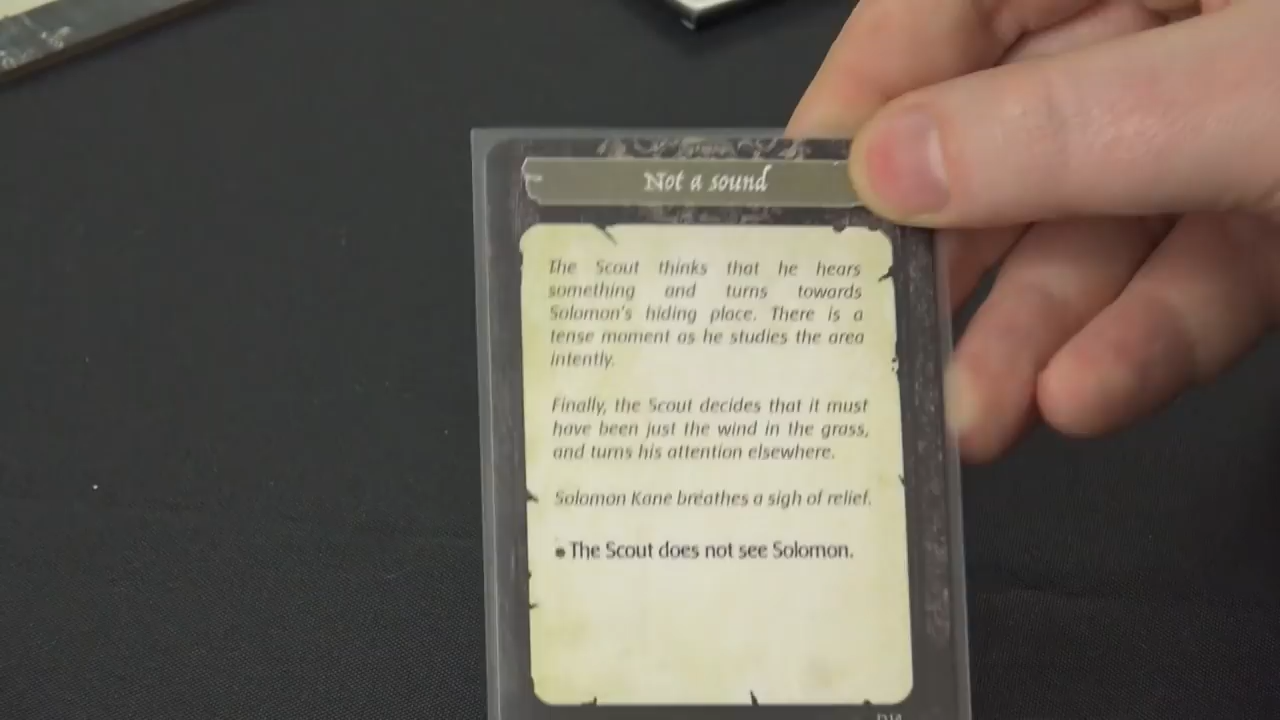 Not a sound
The Scout thinks that he hears
something and turns towards
Solomon's hiding place. There is a
tense moment as he studies the area
intently.
Finally, the Scout decides that it must
have been just the wind in the grass,
and turns his attention elsewhere.
Solomon Kane breathes a sigh of relief.
• The Scout does not see Solomon.